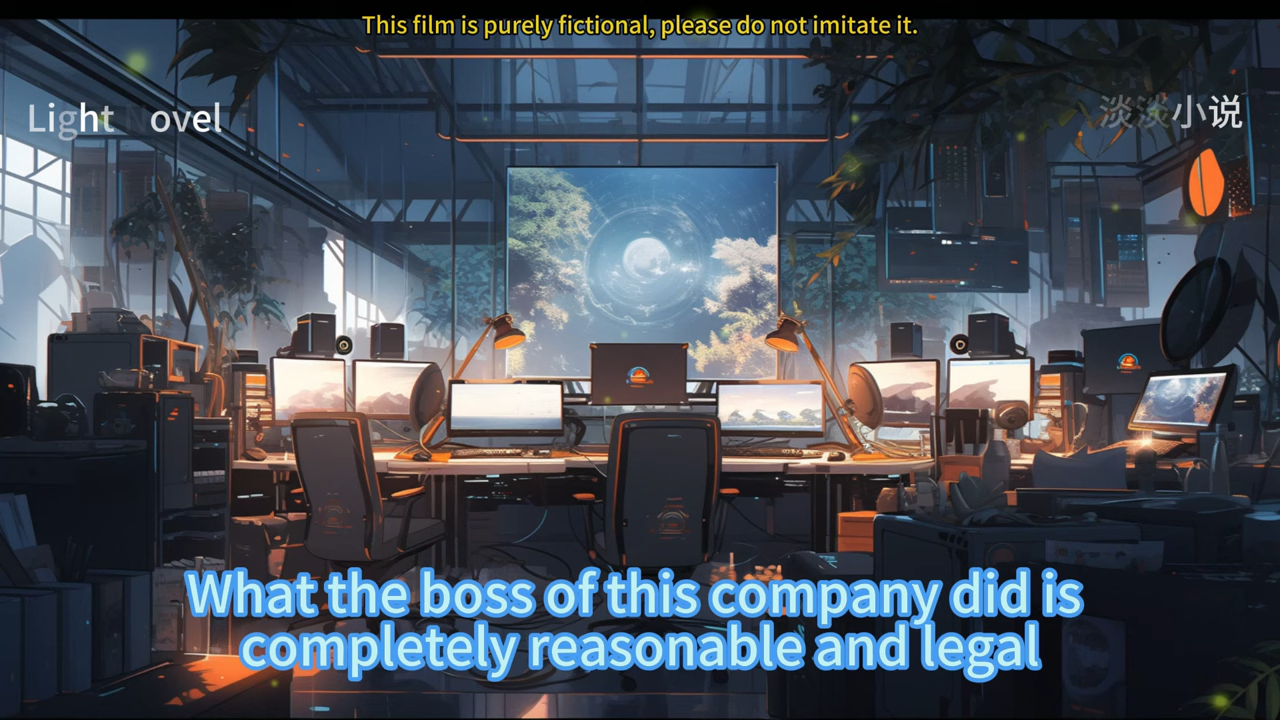 This film is purely fictional, please do not imitate it.
Light ovel
淡淡小说
What the boss of this company did is
completely reasonable and legal